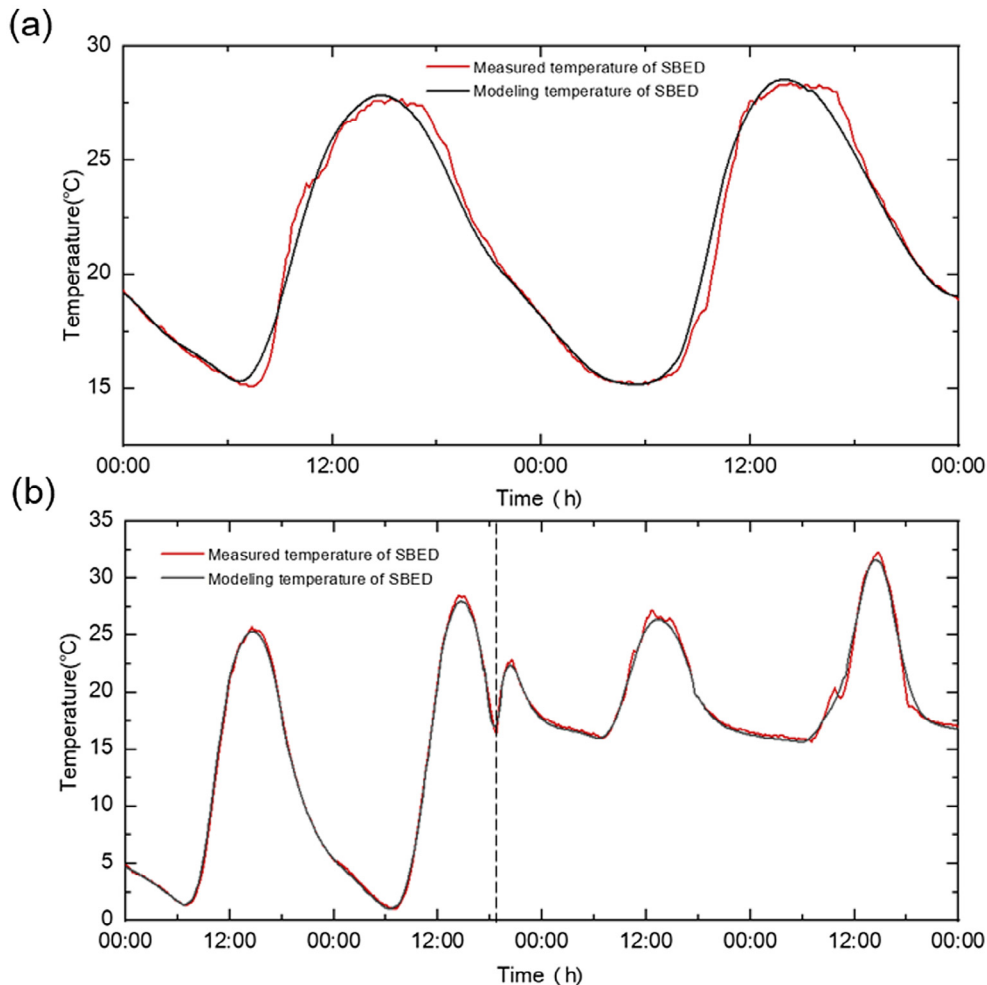 (a)
30
25
20
15
Temperaature(℃)
Measured temperature of SBED
Modeling temperature of SBED
00:00 12:00 00:00 12:00 00:00
Time (h)
(b)
35
30
25
20
15
10
5
0
Temperature(℃)
Measured temperature of SBED
Modeling temperature of SBED
00:00 12:00 00:00 12:00 00:00 12:00 00:00 12:00 00:00
Time (h)